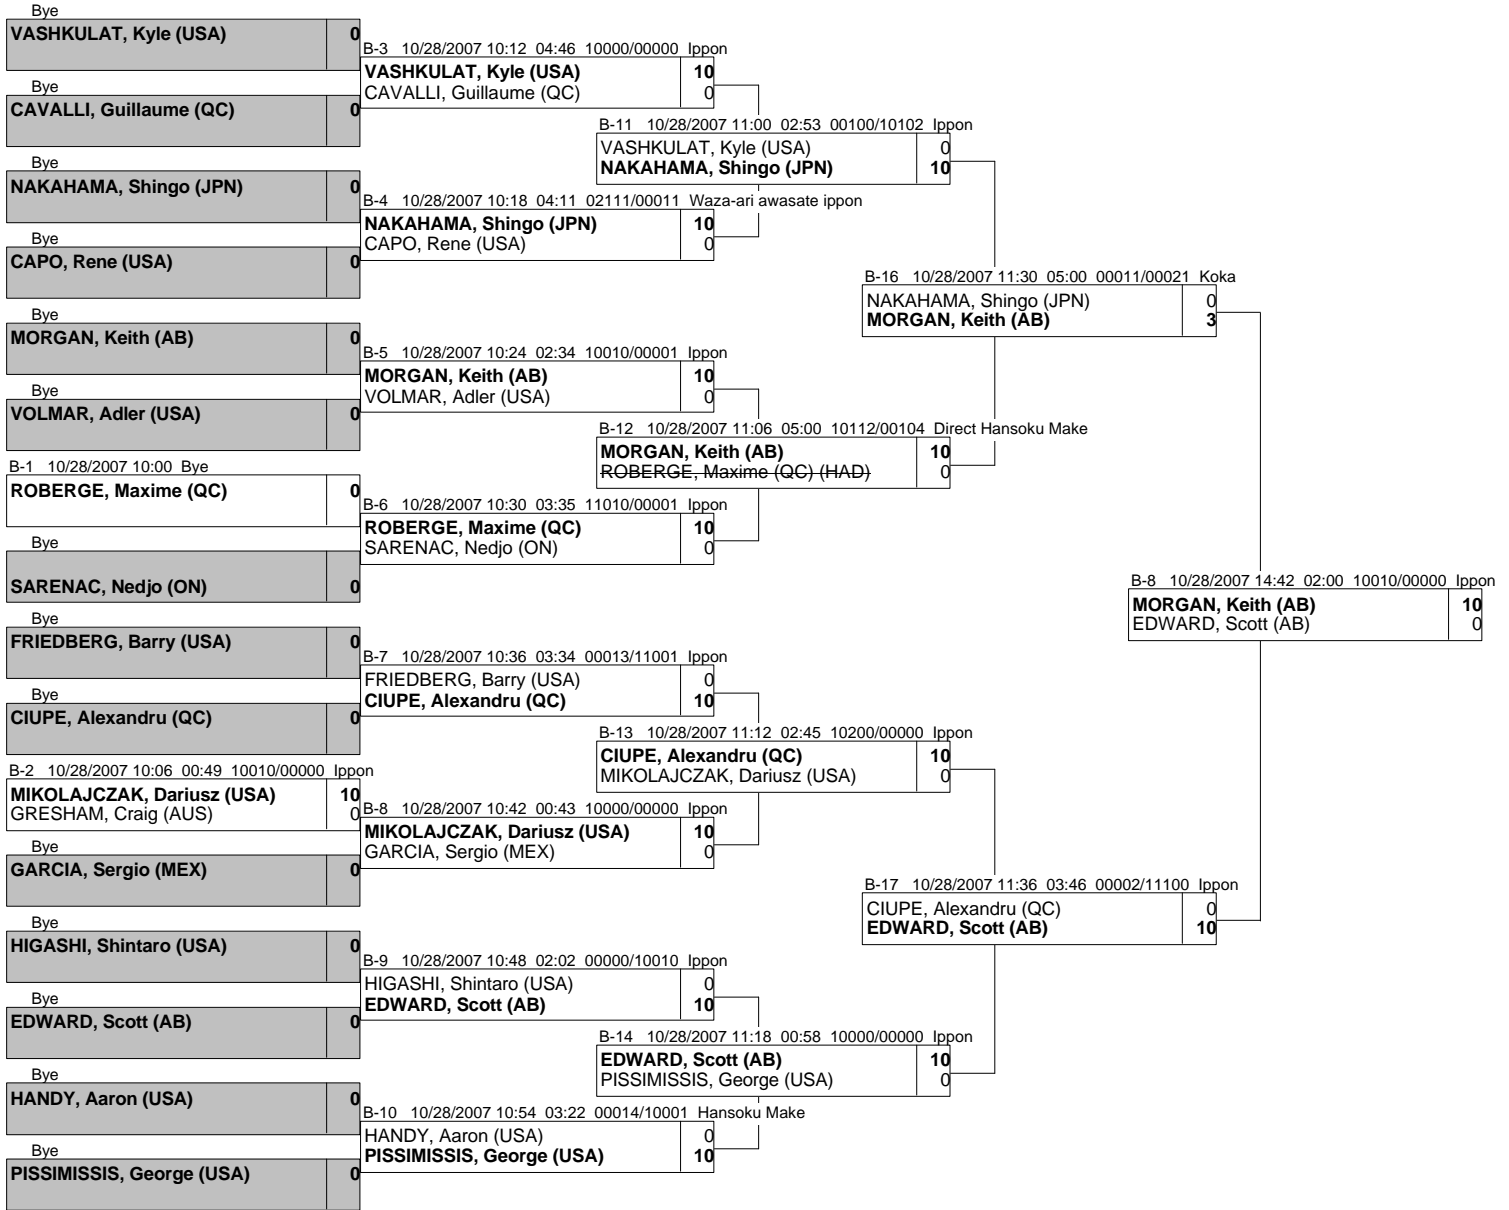 Bye
VASHKULAT, Kyle (USA) 0
Bye
CAVALLI, Guillaume (QC) 0
Bye
NAKAHAMA, Shingo (JPN) 0
Bye
CAPO, Rene (USA) 0
Bye
MORGAN, Keith (AB) 0
Bye
VOLMAR, Adler (USA) 0
B-1 10/28/2007 10:00 Bye
ROBERGE, Maxime (QC) 0
Bye
SARENAC, Nedjo (ON) 0
Bye
FRIEDBERG, Barry (USA) 0
Bye
CIUPE, Alexandru (QC) 0
B-2 10/28/2007 10:06 00:49 10010/00000 Ippon
MIKOLAJCZAK, Dariusz (USA) 10
GRESHAM, Craig (AUS) 0
Bye
GARCIA, Sergio (MEX) 0
Bye
HIGASHI, Shintaro (USA) 0
Bye
EDWARD, Scott (AB) 0
Bye
HANDY, Aaron (USA) 0
Bye
PISSIMISSIS, George (USA) 0
B-3 10/28/2007 10:12 04:46 10000/00000 Ippon
VASHKULAT, Kyle (USA) 10
CAVALLI, Guillaume (QC) 0
B-4 10/28/2007 10:18 04:11 02111/00011 Waza-ari awasate ippon
NAKAHAMA, Shingo (JPN) 10
CAPO, Rene (USA) 0
B-5 10/28/2007 10:24 02:34 10010/00001 Ippon
MORGAN, Keith (AB) 10
VOLMAR, Adler (USA) 0
B-6 10/28/2007 10:30 03:35 11010/00001 Ippon
ROBERGE, Maxime (QC) 10
SARENAC, Nedjo (ON) 0
B-7 10/28/2007 10:36 03:34 00013/11001 Ippon
FRIEDBERG, Barry (USA) 0
CIUPE, Alexandru (QC) 10
B-8 10/28/2007 10:42 00:43 10000/00000 Ippon
MIKOLAJCZAK, Dariusz (USA) 10
GARCIA, Sergio (MEX) 0
B-9 10/28/2007 10:48 02:02 00000/10010 Ippon
HIGASHI, Shintaro (USA) 0
EDWARD, Scott (AB) 10
B-10 10/28/2007 10:54 03:22 00014/10001 Hansoku Make
HANDY, Aaron (USA) 0
PISSIMISSIS, George (USA) 10
B-11 10/28/2007 11:00 02:53 00100/10102 Ippon
VASHKULAT, Kyle (USA) 0
NAKAHAMA, Shingo (JPN) 10
B-12 10/28/2007 11:06 05:00 10112/00104 Direct Hansoku Make
MORGAN, Keith (AB) 10
ROBERGE, Maxime (QC) (HAD) 0
B-13 10/28/2007 11:12 02:45 10200/00000 Ippon
CIUPE, Alexandru (QC) 10
MIKOLAJCZAK, Dariusz (USA) 0
B-14 10/28/2007 11:18 00:58 10000/00000 Ippon
EDWARD, Scott (AB) 10
PISSIMISSIS, George (USA) 0
B-16 10/28/2007 11:30 05:00 00011/00021 Koka
NAKAHAMA, Shingo (JPN) 0
MORGAN, Keith (AB) 3
B-17 10/28/2007 11:36 03:46 00002/11100 Ippon
CIUPE, Alexandru (QC) 0
EDWARD, Scott (AB) 10
B-8 10/28/2007 14:42 02:00 10010/00000 Ippon
MORGAN, Keith (AB) 10
EDWARD, Scott (AB) 0